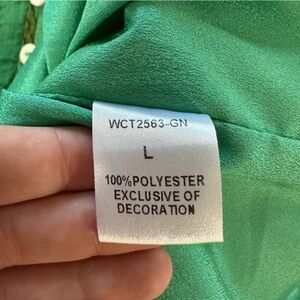 WCT2563-GN
L
100%POLYESTER
EXCLUSIVE OF
DECORATION